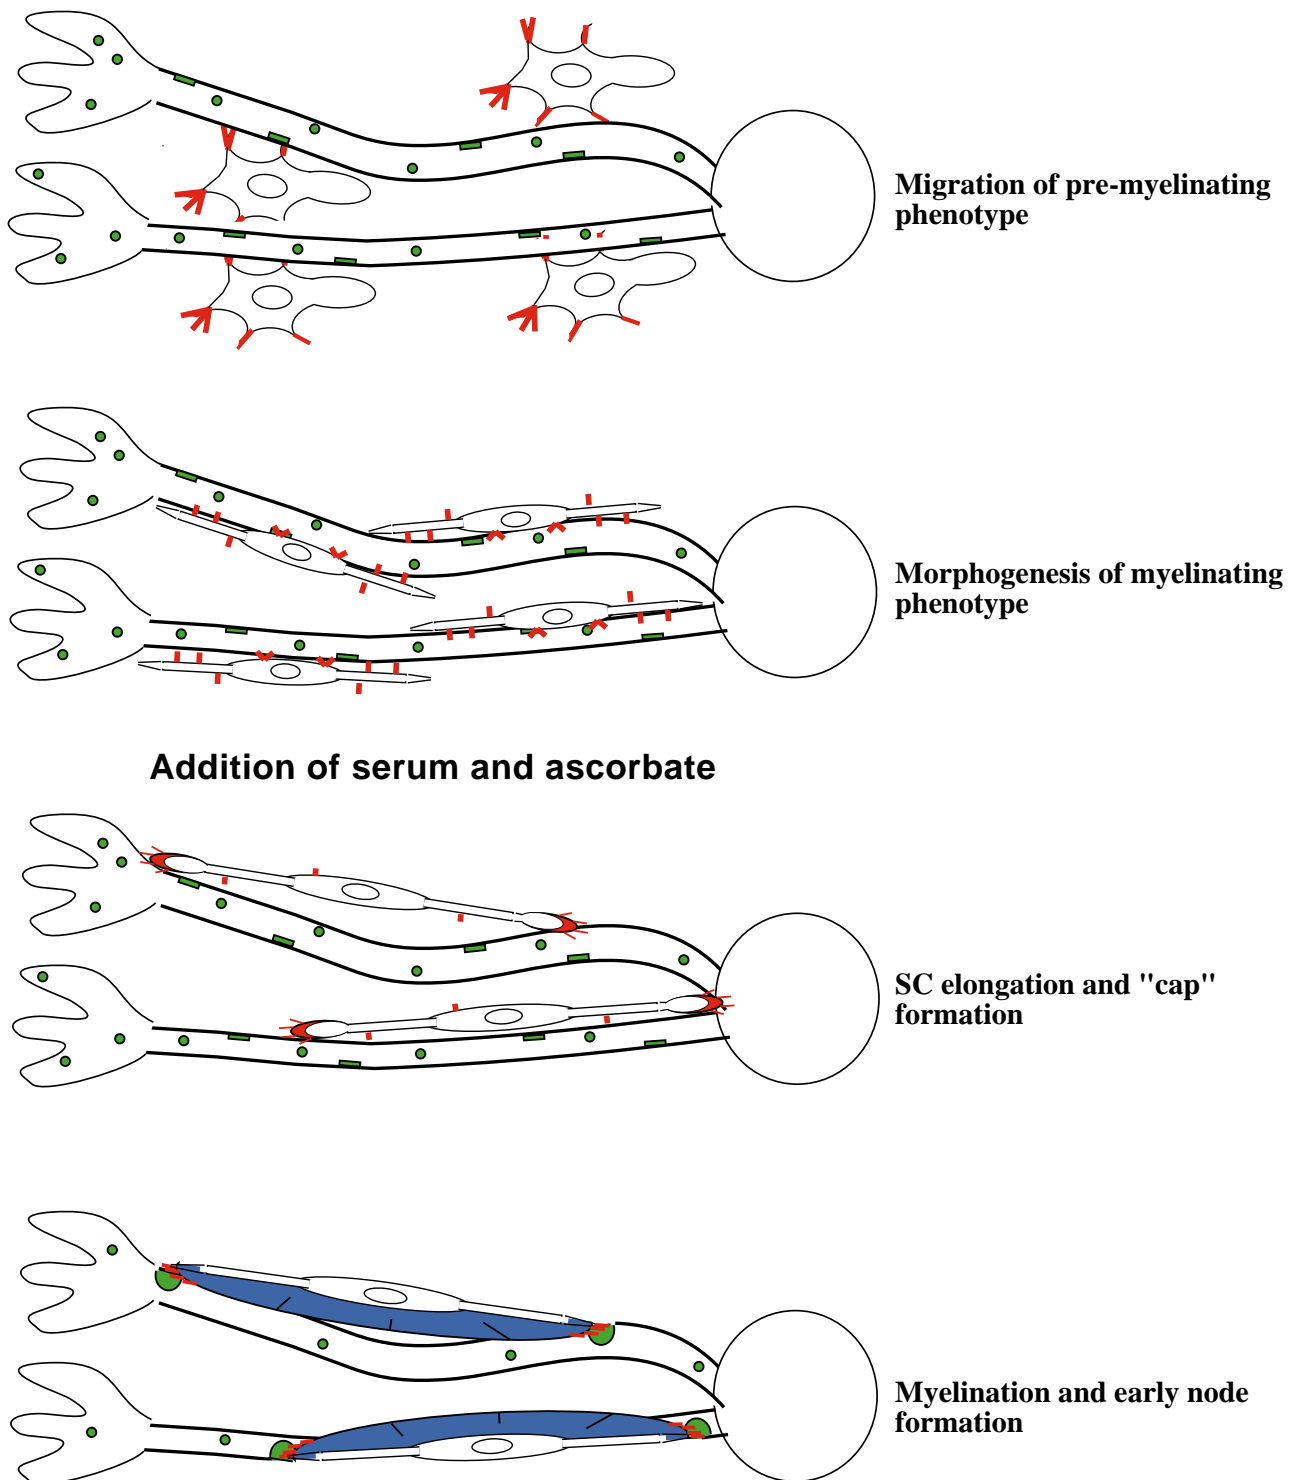 Migration of pre-myelinating
phenotype
Morphogenesis of myelinating
phenotype
Addition of serum and ascorbate
SC elongation and "cap"
formation
Myelination and early node
formation